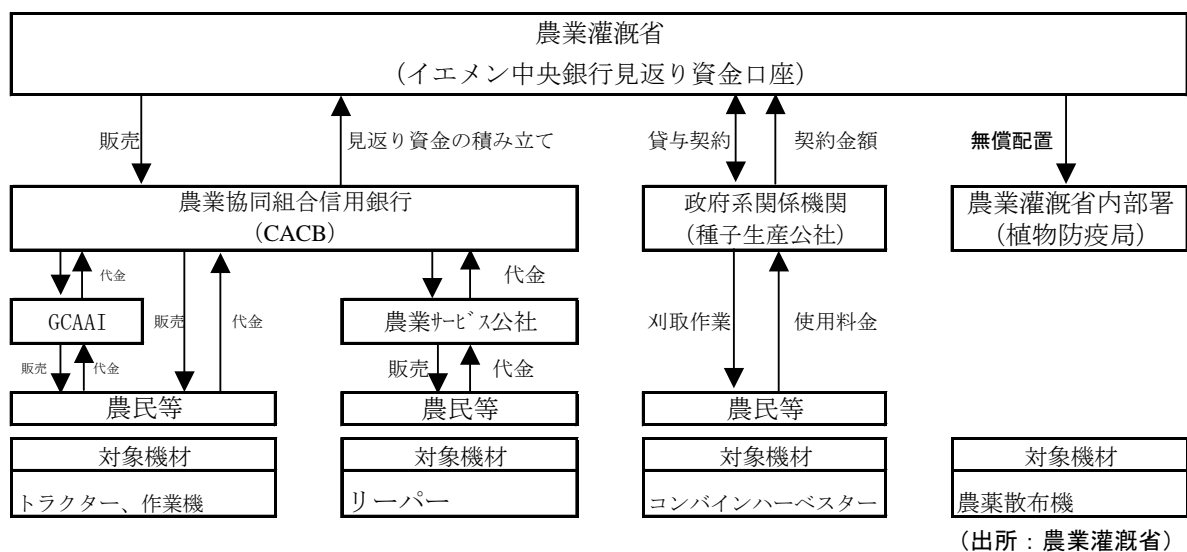 農業灌漑省
（イエメン中央銀行見返り資金口座）
販売
見返り資金の積み立て
貸与契約
契約金額
無償配置
農業協同組合信用銀行
（CACB）
政府系関係機関
（種子生産公社）
農業灌漑省内部署
（植物防疫局）
代金
代金
GCAAI
販売
代金
農業ｻｰﾋﾞｽ公社
刈取作業
使用料金
販売
代金
販売
代金
農民等
農民等
農民等
対象機材
対象機材
対象機材
対象機材
トラクター、作業機
リーパー
コンバインハーベスター
農薬散布機
（出所：農業灌漑省）